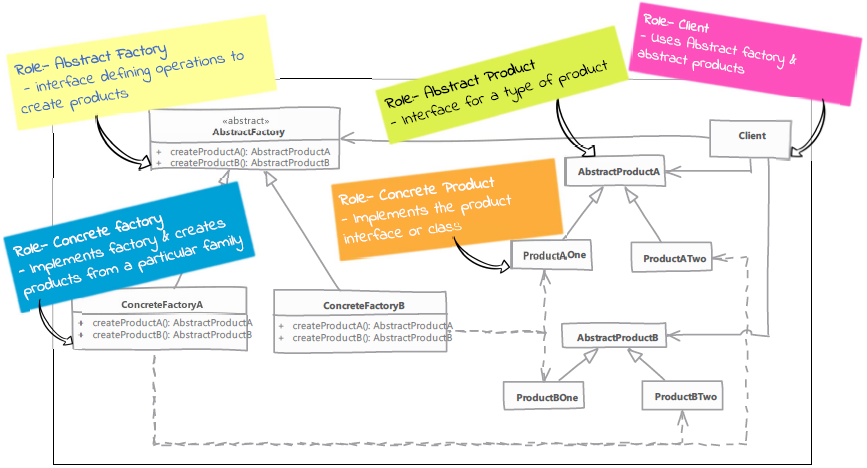 Role:- Abstract Factory
- interface defining operations to
create products
Role:- Abstract Product
- Interface for a type of product
Role:- Client
- Uses Abstract factory &
abstract products
«abstract»
AbstractFactory
+ createProductA(): AbstractProductA
+ createProductB(): AbstractProductB
Client
AbstractProductA
Role:- Concrete Product
- Implements the product
interface or class
Role:- Concrete factory
- Implements factory & creates
products from a particular family
ProductAOne
ProductATwo
ConcreteFactoryA
+ createProductA(): AbstractProductA
+ createProductB(): AbstractProductB
ConcreteFactoryB
+ createProductA(): AbstractProductA
+ createProductB(): AbstractProductB
AbstractProductB
ProductBOne
ProductBTwo